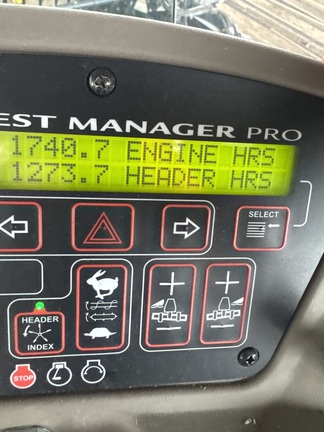 EST MANAGER PRO
1740.7 ENGINE HRS
1273.7 HEADER HRS
SELECT
HEADER
INDEX
STOP